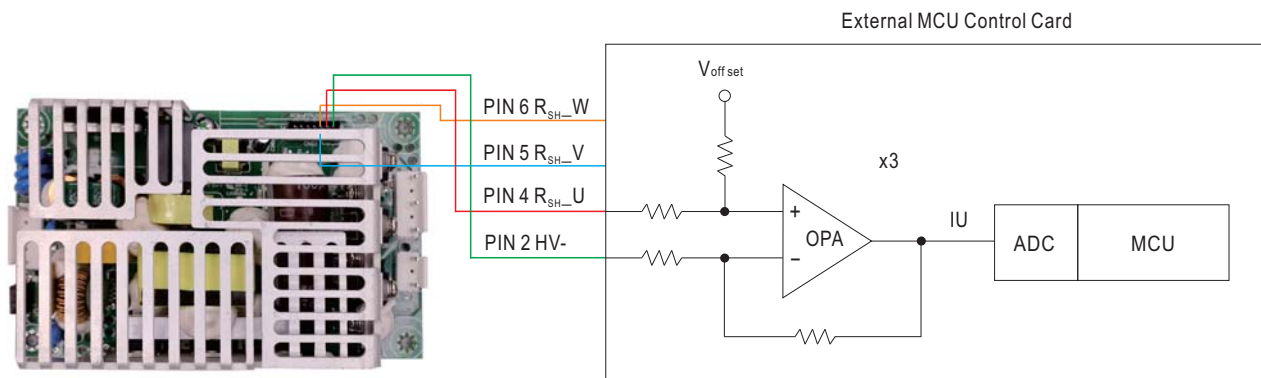 External MCU Control Card
Voff set
PIN 6 RSH_W
PIN 5 RSH_V
x3
PIN 4 RSH_U
+
OPA
IU
ADC
MCU
PIN 2 HV-
−